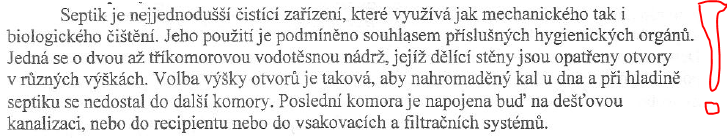 Septik je nejjednodušší čistící zařízení, které využívá jak mechanického tak i
biologického čištění. Jeho použití je podmíněno souhlasem příslušných hygienických orgánů.
Jedná se o dvou až tříkomorovou vodotěsnou nádrž, jejíž dělící stěny jsou opatřeny otvory
v různých výškách. Volba výšky otvorů je taková, aby nahromaděný kal u dna a při hladině
septiku se nedostal do další komory. Poslední komora je napojena buď na dešťovou
kanalizaci, nebo do recipientu nebo do vsakovacích a filtračních systémů.
!